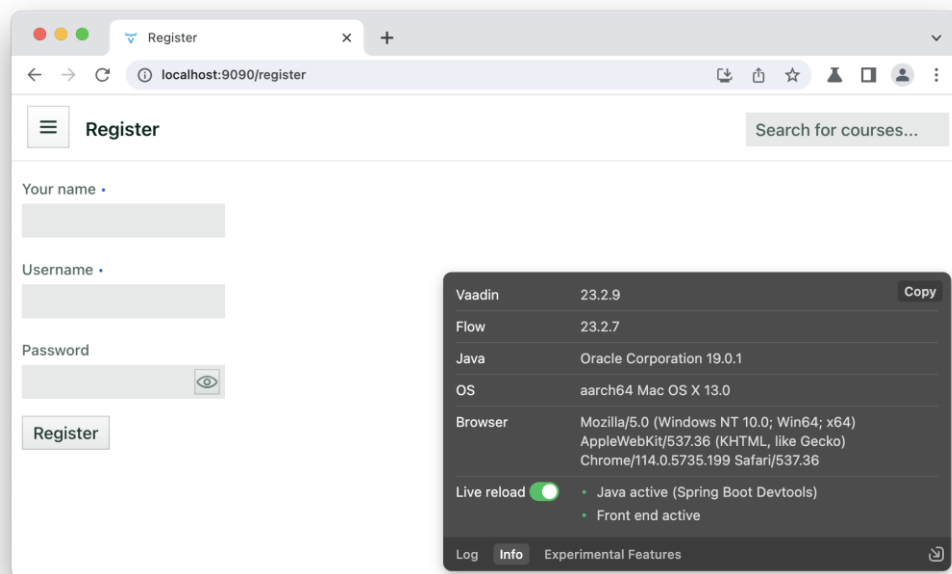 Register
localhost:9090/register
Register
Search for courses...
Your name •
Username •
Password
Register
Copy
Vaadin 23.2.9
Flow 23.2.7
Java Oracle Corporation 19.0.1
OS aarch64 Mac OS X 13.0
Browser Mozilla/5.0 (Windows NT 10.0; Win64; x64)
AppleWebKit/537.36 (KHTML, like Gecko)
Chrome/114.0.5735.199 Safari/537.36
Live reload • Java active (Spring Boot Devtools)
• Front end active
Log Info Experimental Features